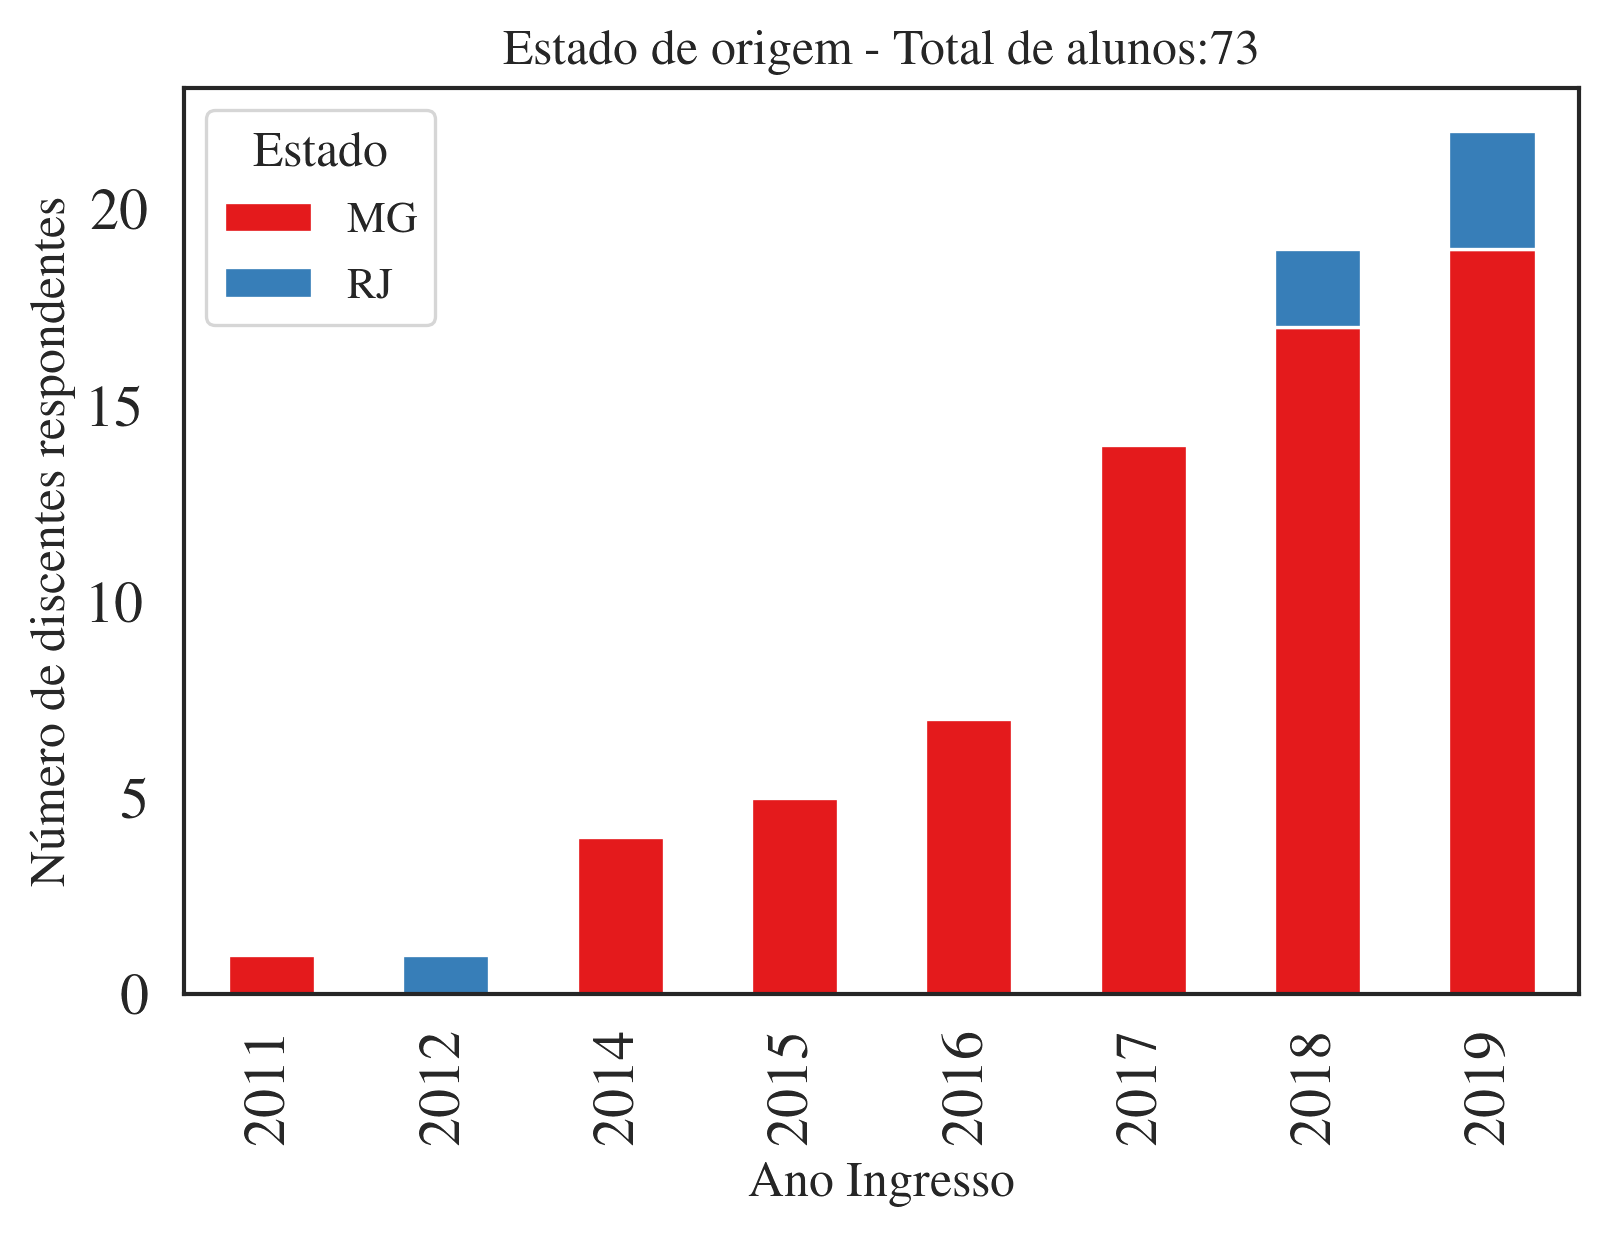 Estado de origem - Total de alunos:73
Estado
MG
RJ
Número de discentes respondentes
20
15
10
5
0
2011
2012
2014
2015
2016
2017
2018
2019
Ano Ingresso